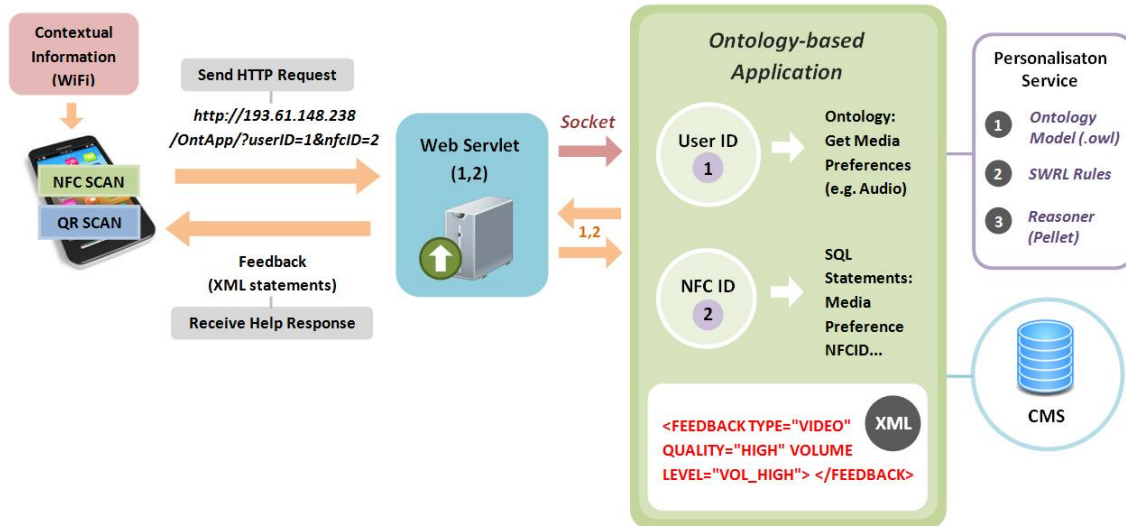 Contextual
Information
(WiFi)
NFC SCAN
QR SCAN
Send HTTP Request
http://193.61.148.238
/OntApp/?userID=1&nfcID=2
Feedback
(XML statements)
Receive Help Response
Web Servlet
(1,2)
Socket
1,2
Ontology-based
Application
User ID
1
Ontology:
Get Media
Preferences
(e.g. Audio)
NFC ID
2
SQL
Statements:
Media
Preference
NFCID...
<FEEDBACK TYPE="VIDEO"
QUALITY="HIGH" VOLUME
LEVEL="VOL_HIGH"> </FEEDBACK>
XML
Personalisaton
Service
1 Ontology
Model (.owl)
2 SWRL Rules
3 Reasoner
(Pellet)
CMS